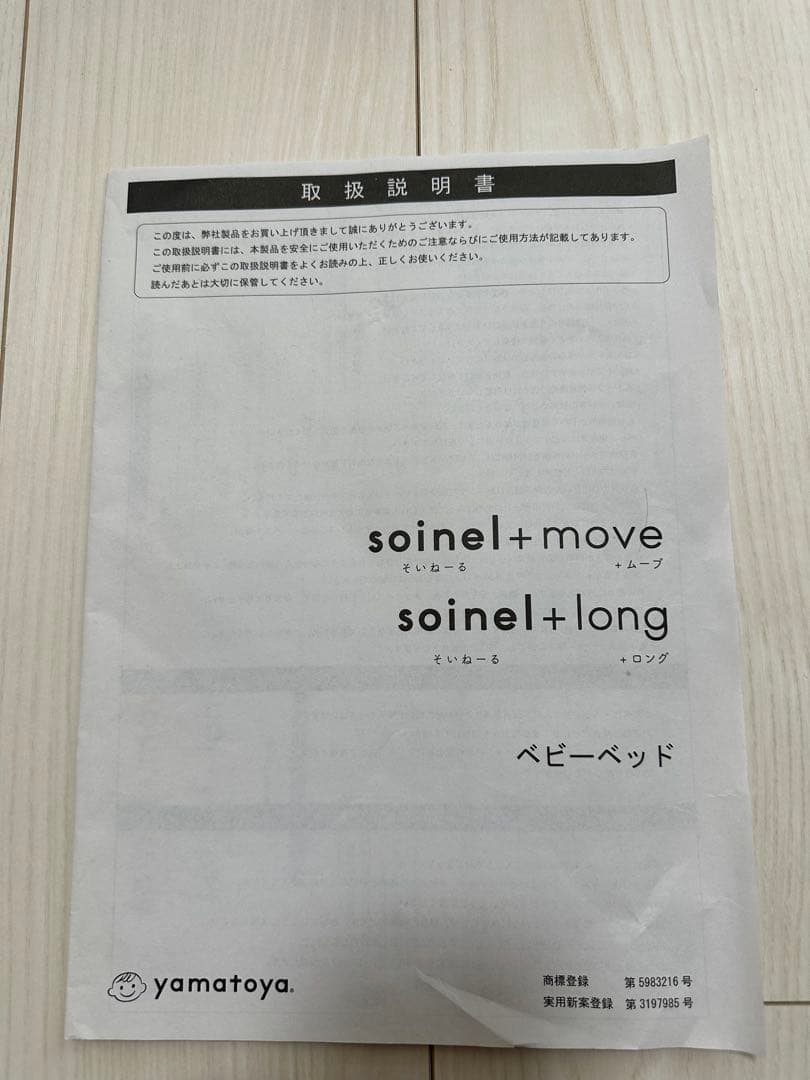 取扱説明書
この度は、弊社製品をお買い上げ頂きまして誠にありがとうございます。
この取扱説明書には、本製品を安全にご使用いただくためのご注意ならびにご使用方法が記載してあります。
ご使用前に必ずこの取扱説明書をよくお読みの上、正しくお使いください。
読んだあとは大切に保管してください。
soinel+move
そいねーる +ムーブ
soinel+long
そいねーる +ロング
ベビーベッド
yamatoya®
商標登録 第5983216号
実用新案登録 第3197985号